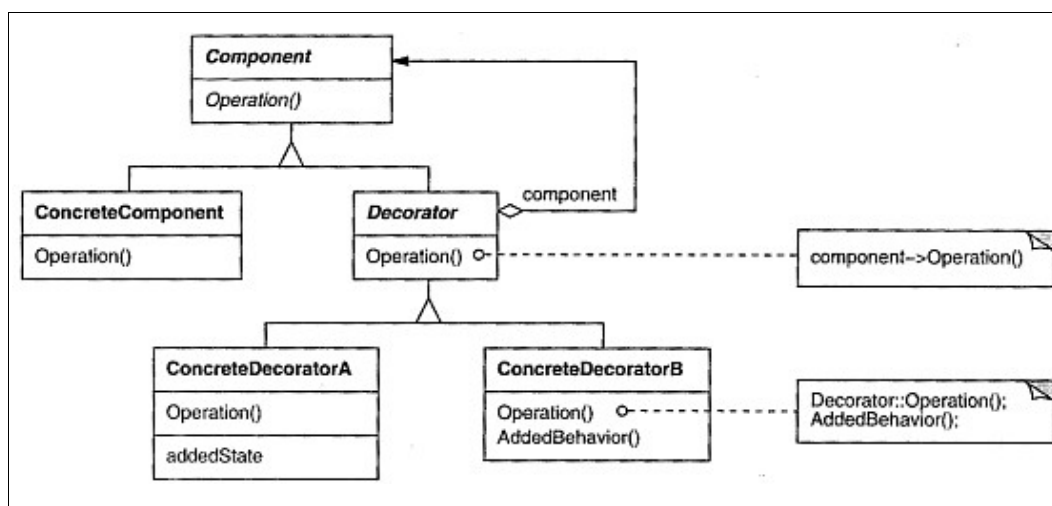 Component
Operation()
ConcreteComponent
Operation()
Decorator
Operation()
component
component->Operation()
ConcreteDecoratorA
Operation()
addedState
ConcreteDecoratorB
Operation()
AddedBehavior()
Decorator::Operation();
AddedBehavior();